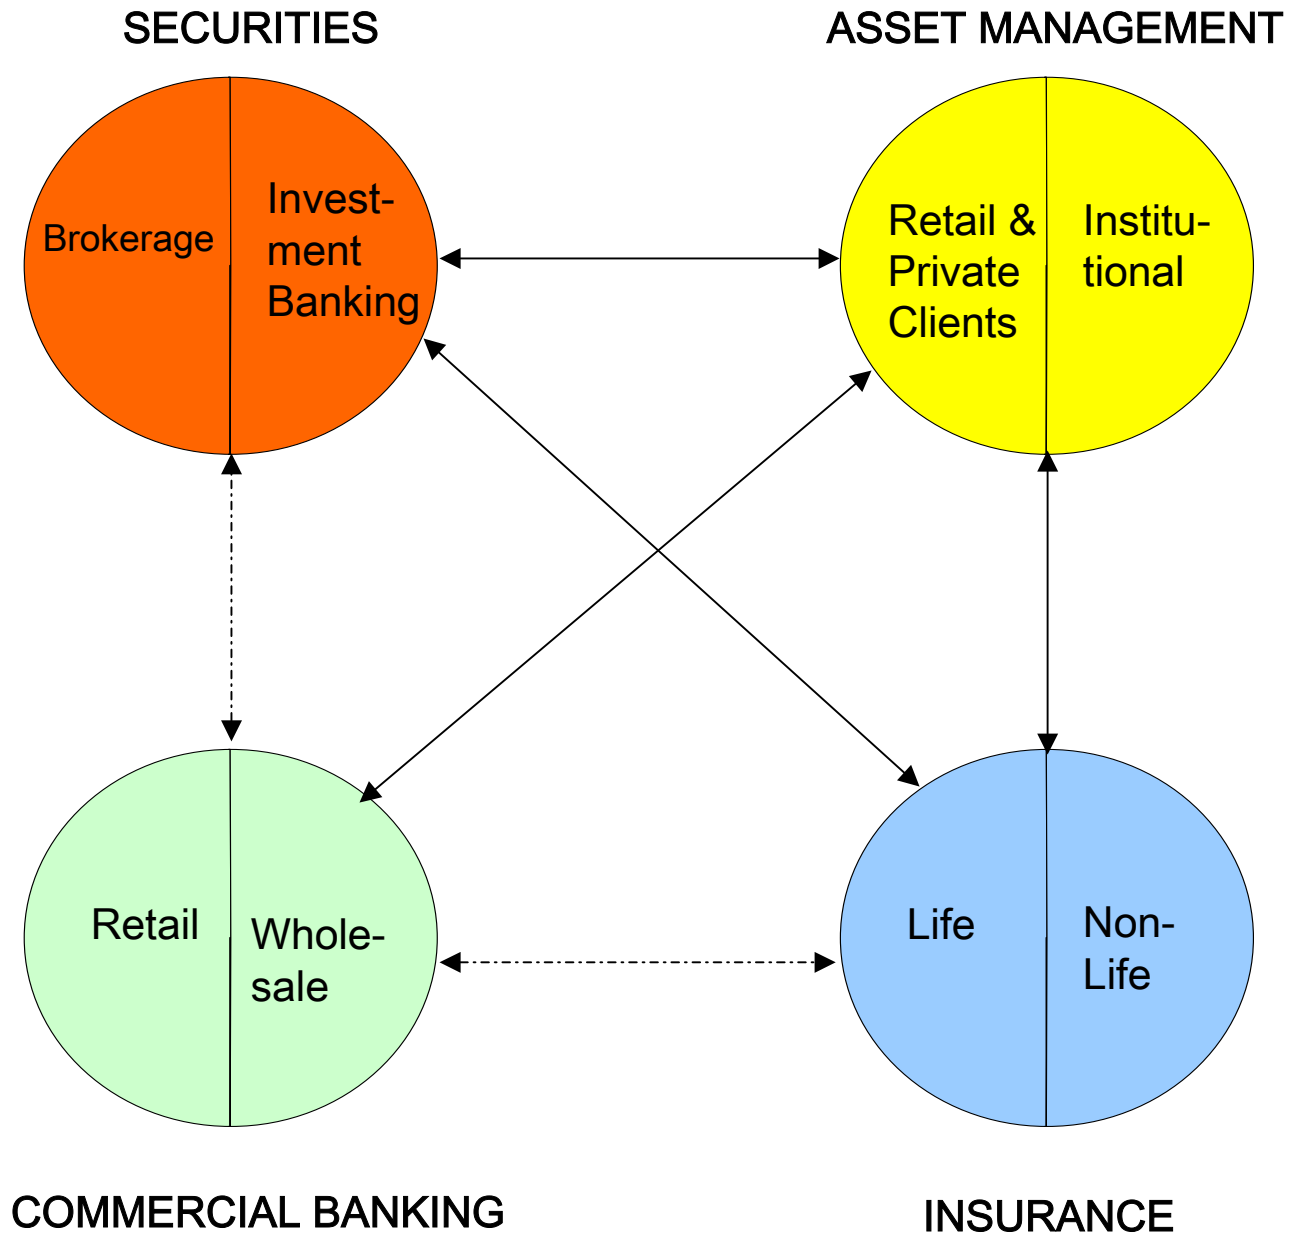 SECURITIES
ASSET MANAGEMENT
Brokerage
Invest-
ment
Banking
Retail &
Private
Clients
Institu-
tional
Retail
Whole-
sale
Life
Non-
Life
COMMERCIAL BANKING
INSURANCE